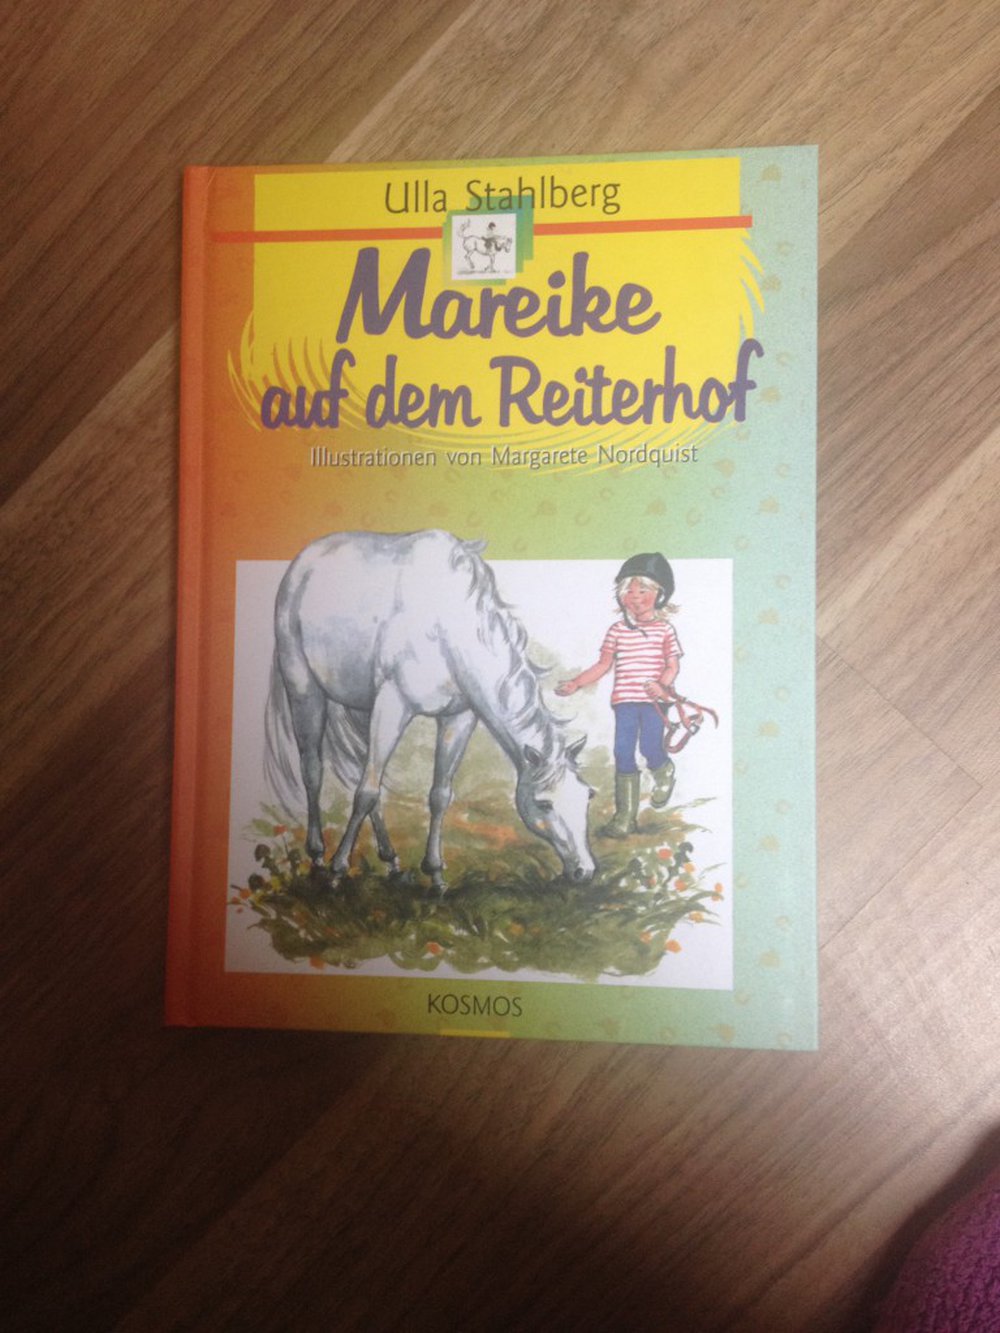 Ulla Stahlberg
Mareike
auf dem Reiterhof
Illustrationen von Margarete Nordquist
KOSMOS